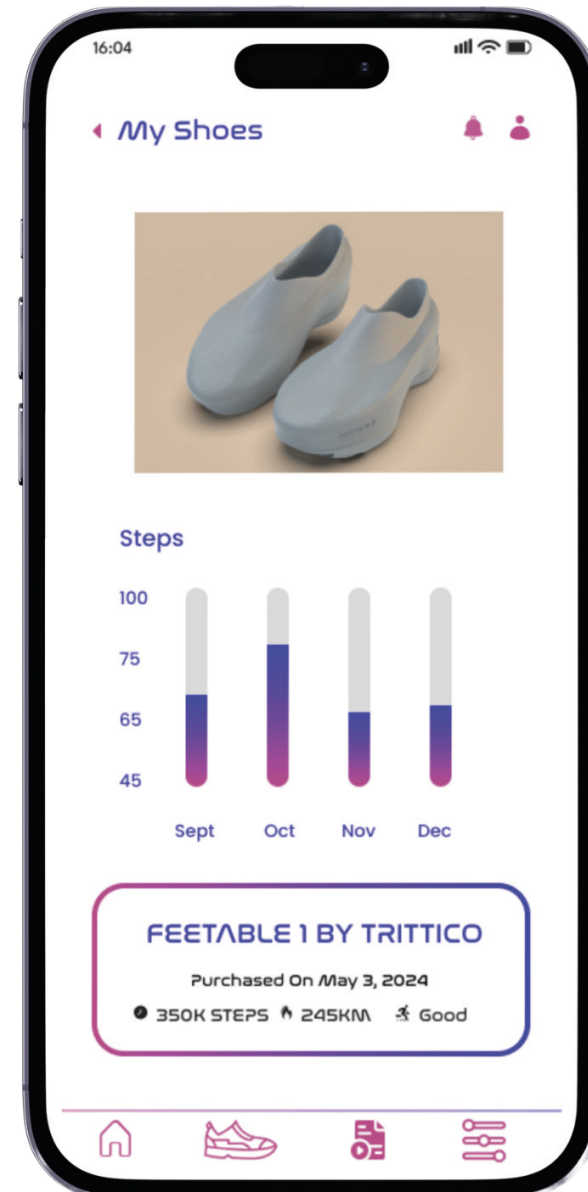 16:04
My Shoes
Steps
100
75
65
45
Sept Oct Nov Dec
FEETABLE 1 BY TRITTICO
Purchased On May 3, 2024
350K STEPS 245KM Good